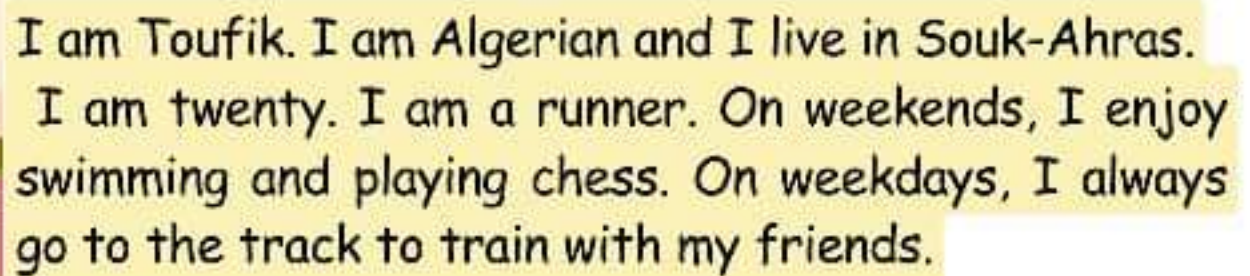 I am Toufik. I am Algerian and I live in Souk-Ahras.
I am twenty. I am a runner. On weekends, I enjoy
swimming and playing chess. On weekdays, I always
go to the track to train with my friends.